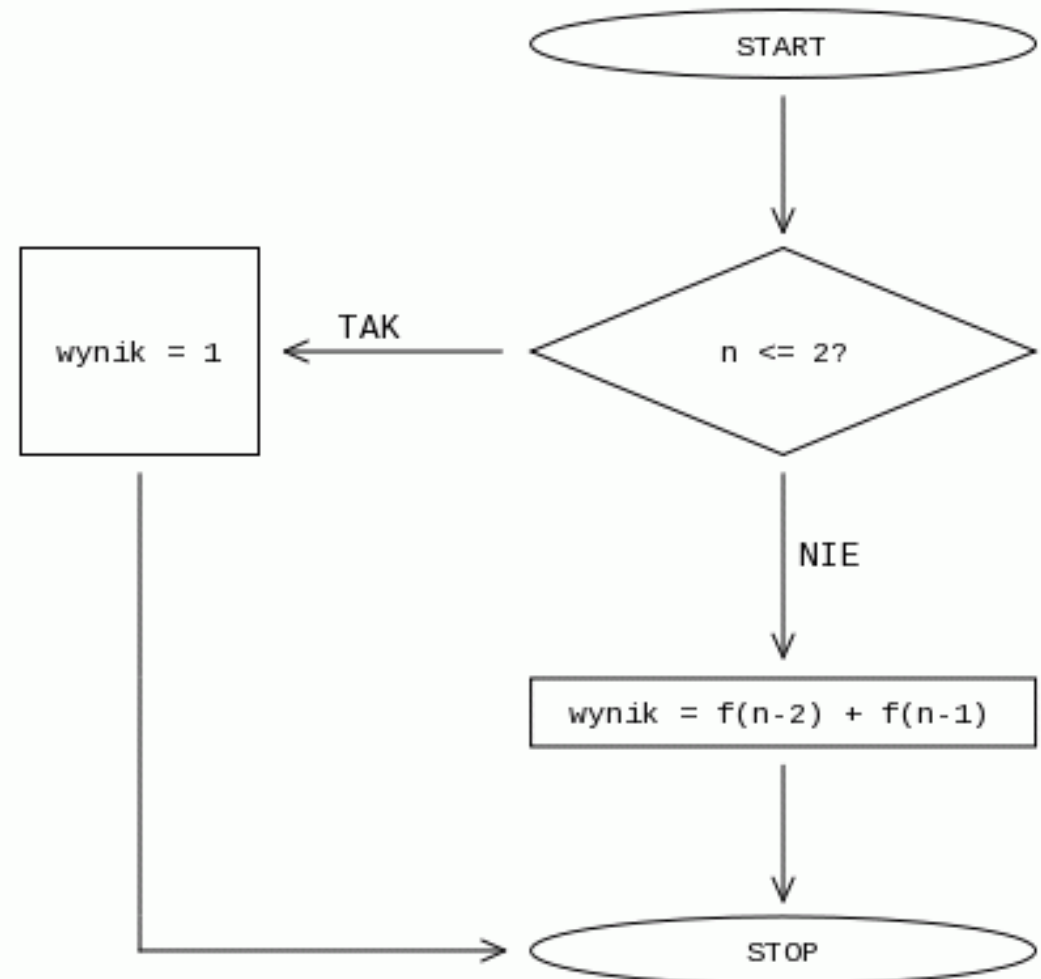 START
n <= 2?
TAK
wynik = 1
NIE
wynik = f(n-2) + f(n-1)
STOP